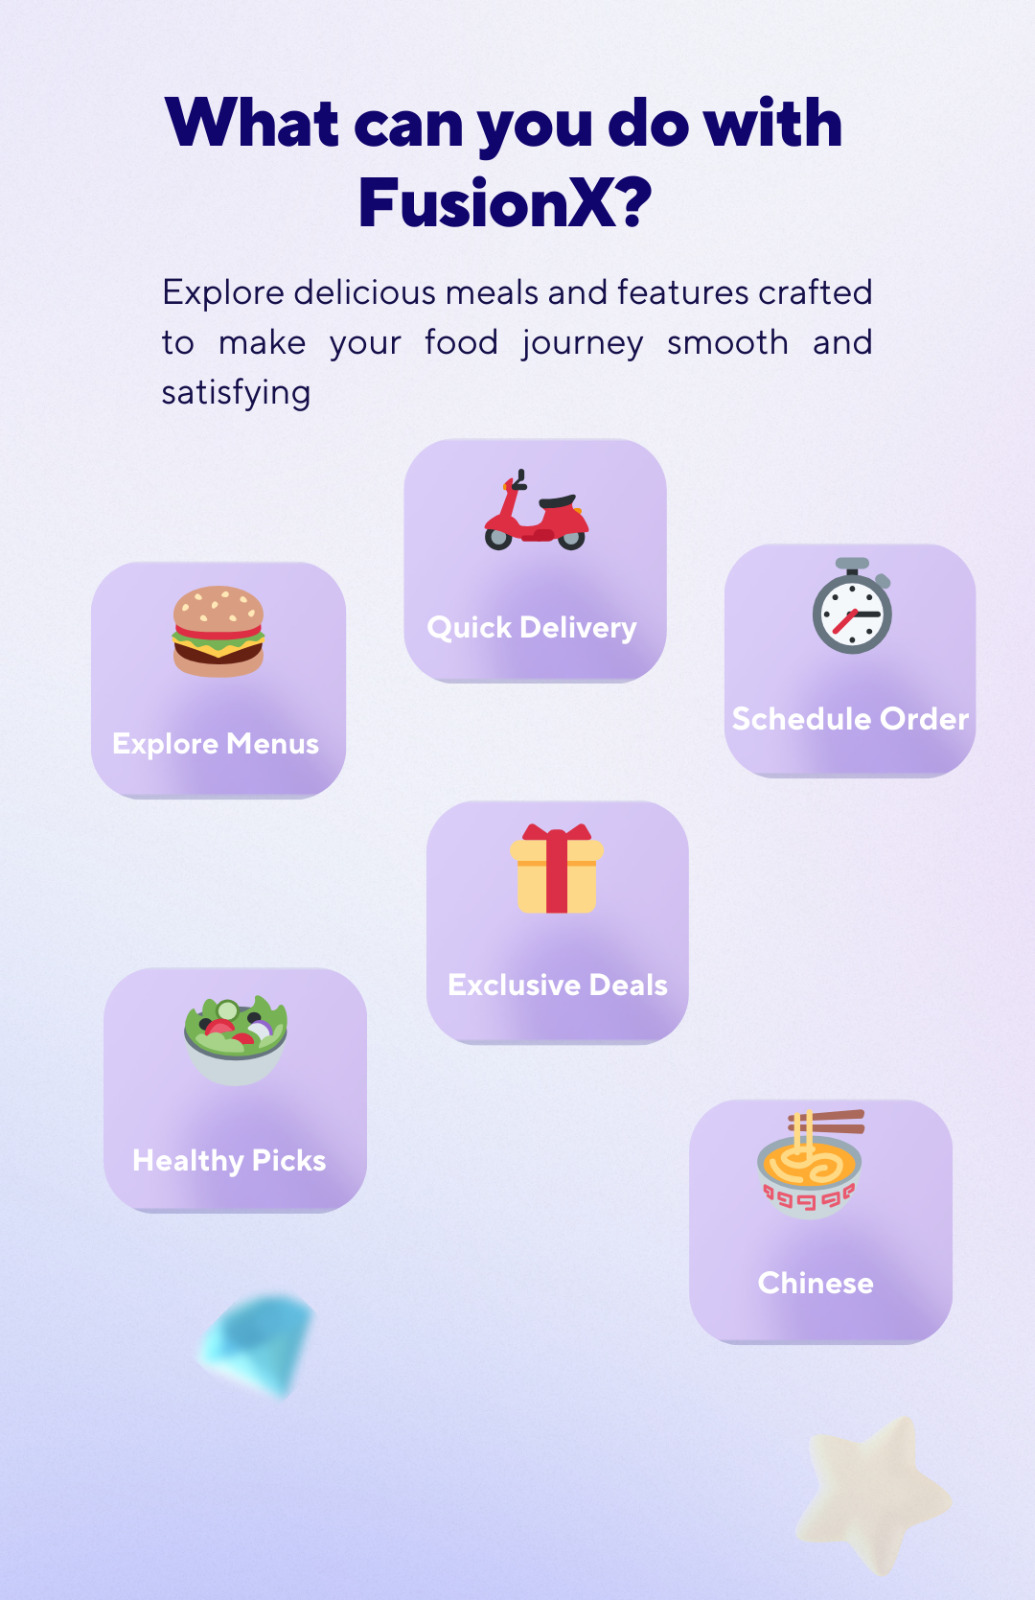 What can you do with
FusionX?
Explore delicious meals and features crafted
to make your food journey smooth and
satisfying
Quick Delivery
Explore Menus
Schedule Order
Exclusive Deals
Healthy Picks
Chinese